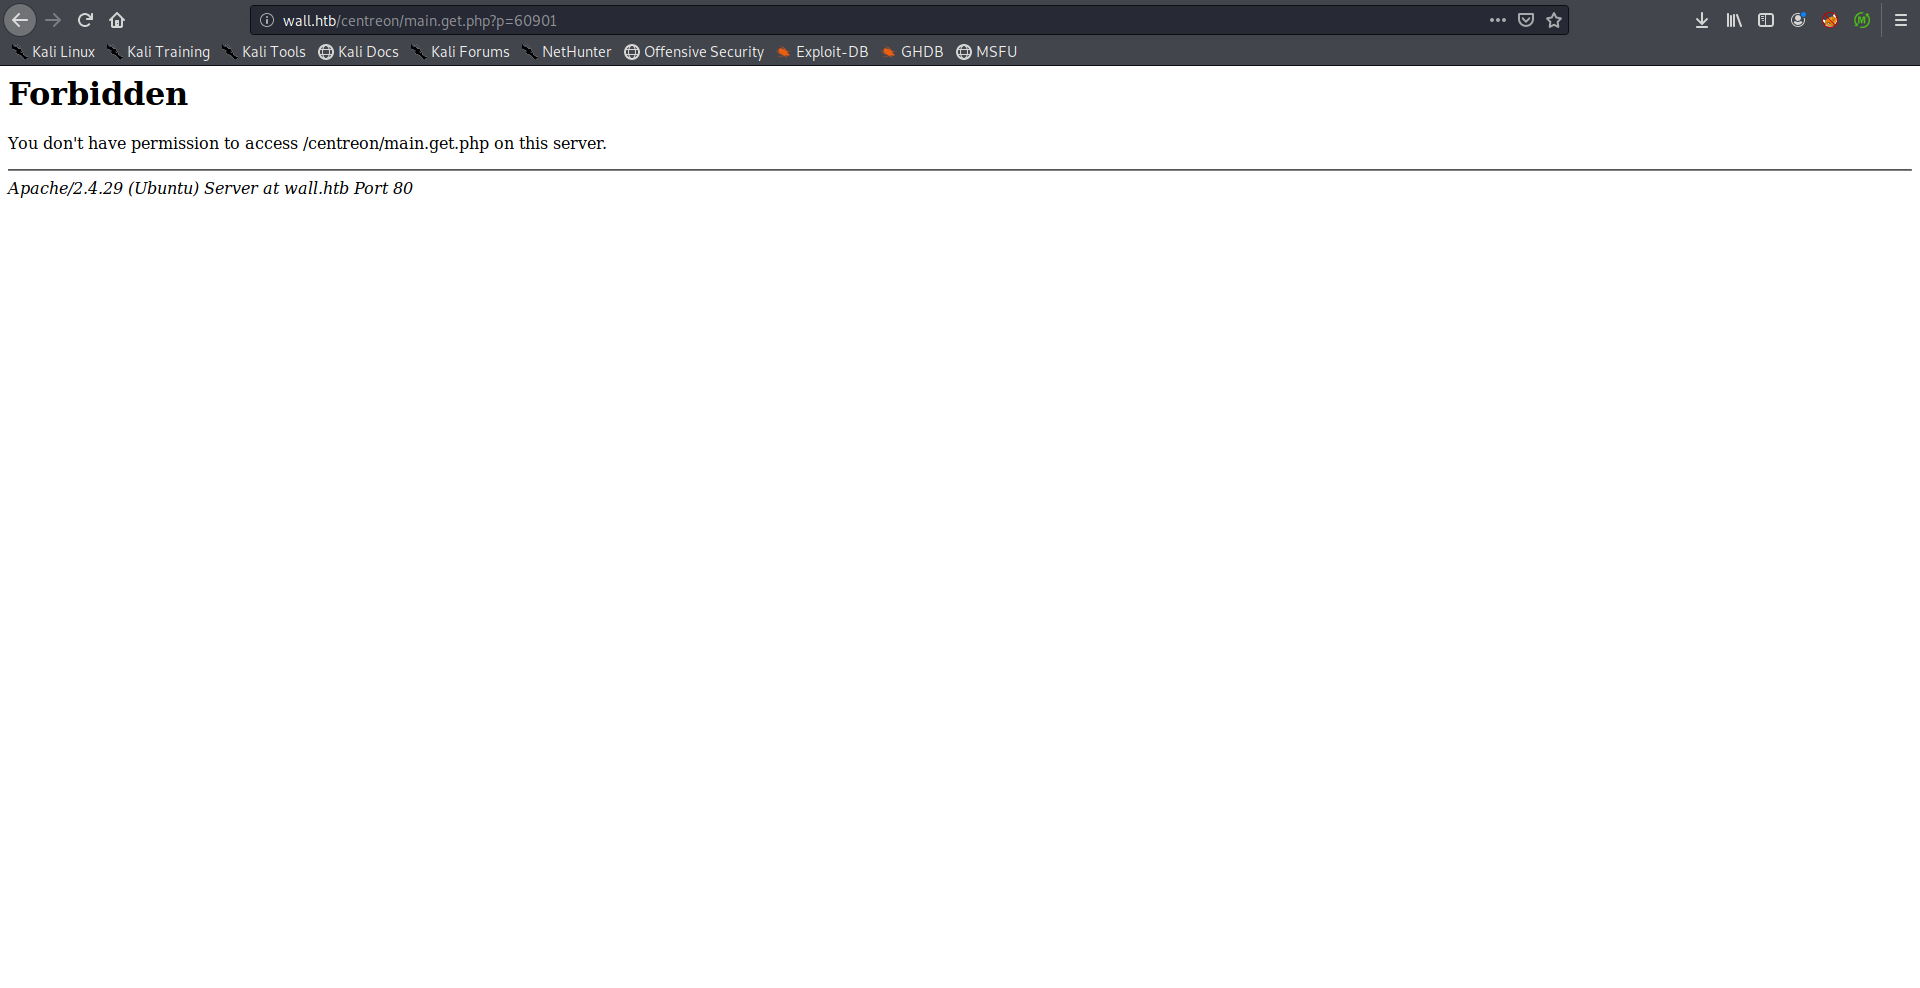 wall.htb/centreon/main.get.php?p=60901
Kali Linux Kali Training Kali Tools Kali Docs Kali Forums NetHunter Offensive Security Exploit-DB GHDB MSFU
Forbidden
You don't have permission to access /centreon/main.get.php on this server.
Apache/2.4.29 (Ubuntu) Server at wall.htb Port 80